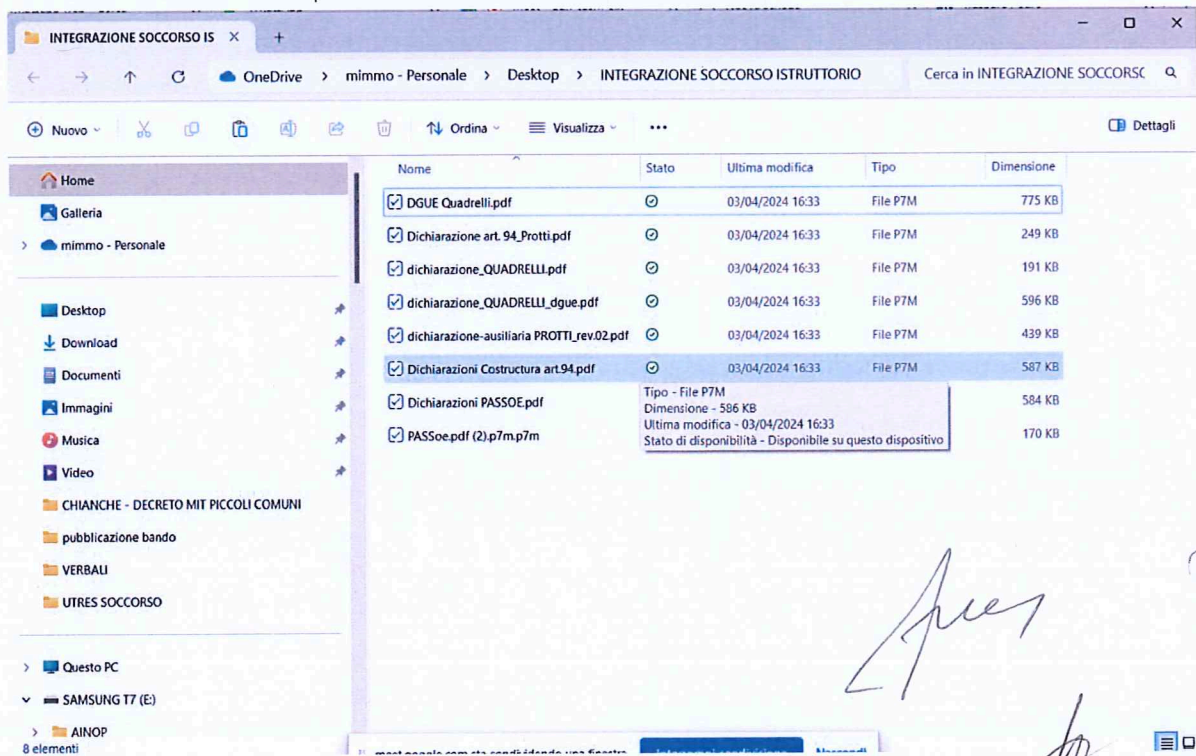 INTEGRAZIONE SOCCORSO IS
OneDrive > mimmo - Personale > Desktop > INTEGRAZIONE SOCCORSO ISTRUTTORIO
Cerca in INTEGRAZIONE SOCCORSC
Nuovo
Ordina
Visualizza
Dettagli
Home
Galleria
mimmo - Personale
Desktop
Download
Documenti
Immagini
Musica
Video
CHIANCHE - DECRETO MIT PICCOLI COMUNI
pubblicazione bando
VERBALI
UTRES SOCCORSO
Questo PC
SAMSUNG T7 (E:)
AINOP
8 elementi
Nome Stato Ultima modifica Tipo Dimensione
DGUE Quadrelli.pdf 03/04/2024 16:33 File P7M 775 KB
Dichiarazione art. 94_Protti.pdf 03/04/2024 16:33 File P7M 249 KB
dichiarazione_QUADRELLI.pdf 03/04/2024 16:33 File P7M 191 KB
dichiarazione_QUADRELLI_dgue.pdf 03/04/2024 16:33 File P7M 596 KB
dichiarazione-ausiliaria PROTTI_rev.02.pdf 03/04/2024 16:33 File P7M 439 KB
Dichiarazioni Costructura art.94.pdf 03/04/2024 16:33 File P7M 587 KB
Dichiarazioni PASSOE.pdf 584 KB
PASSoe.pdf (2).p7m.p7m 170 KB
Tipo - File P7M
Dimensione - 586 KB
Ultima modifica - 03/04/2024 16:33
Stato di disponibilità - Disponibile su questo dispositivo